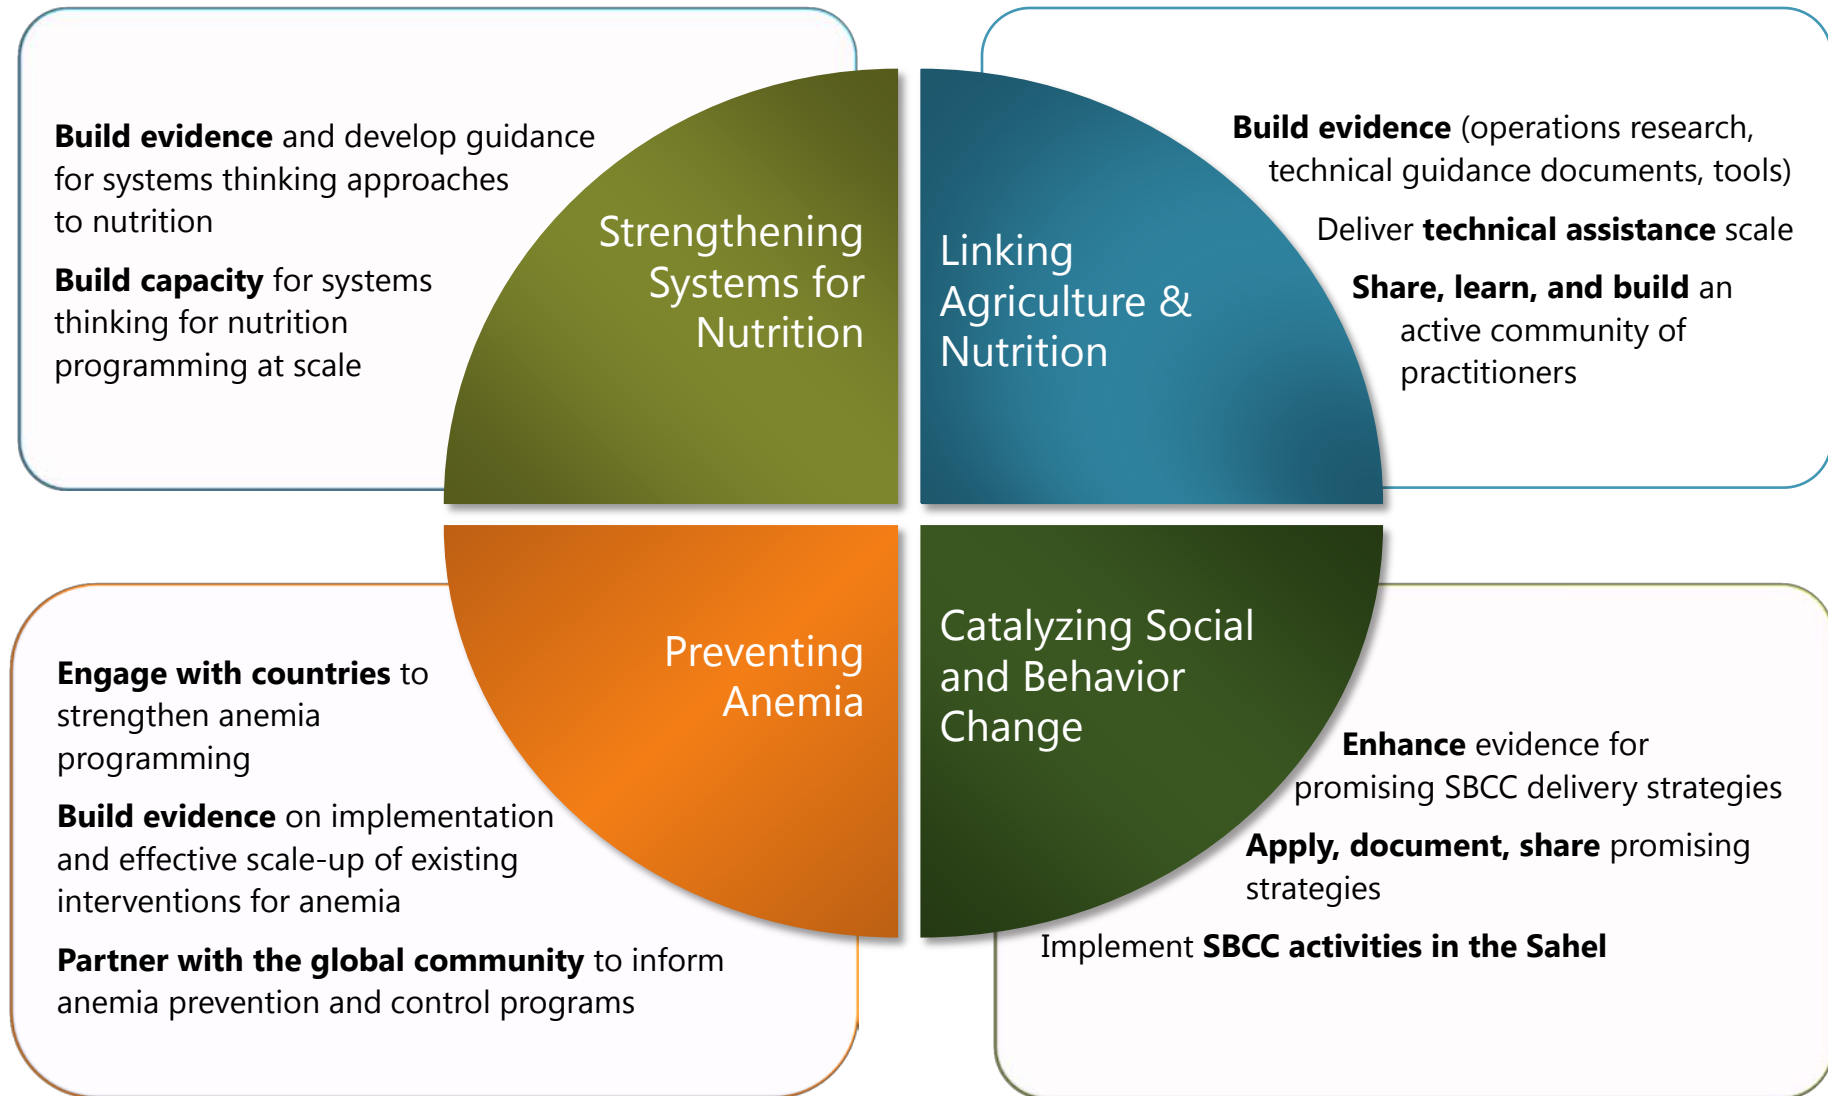 Build evidence and develop guidance
for systems thinking approaches
to nutrition
Build capacity for systems
thinking for nutrition
programming at scale
Strengthening
Systems for
Nutrition
Linking
Agriculture &
Nutrition
Build evidence (operations research,
technical guidance documents, tools)
Deliver technical assistance scale
Share, learn, and build an
active community of
practitioners
Engage with countries to
strengthen anemia
programming
Build evidence on implementation
and effective scale-up of existing
interventions for anemia
Partner with the global community to inform
anemia prevention and control programs
Preventing
Anemia
Catalyzing Social
and Behavior
Change
Enhance evidence for
promising SBCC delivery strategies
Apply, document, share promising
strategies
Implement SBCC activities in the Sahel